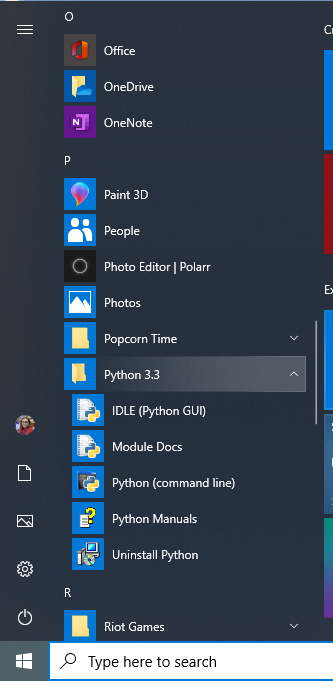 O
Office
OneDrive
OneNote
P
Paint 3D
People
Photo Editor | Polarr
Photos
Popcorn Time
Python 3.3
IDLE (Python GUI)
Module Docs
Python (command line)
Python Manuals
Uninstall Python
R
Riot Games
Type here to search